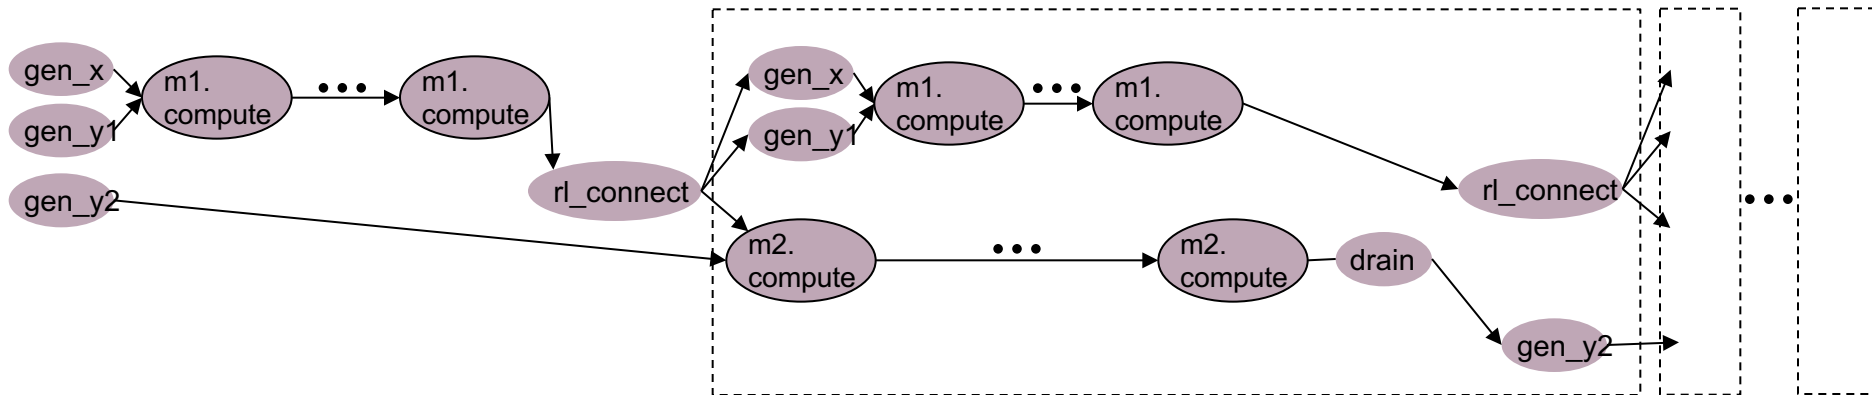 gen_x
gen_y1
gen_y2
m1.
compute
m1.
compute
rl_connect
gen_x
gen_y1
m1.
compute
m1.
compute
rl_connect
m2.
compute
m2.
compute
drain
gen_y2